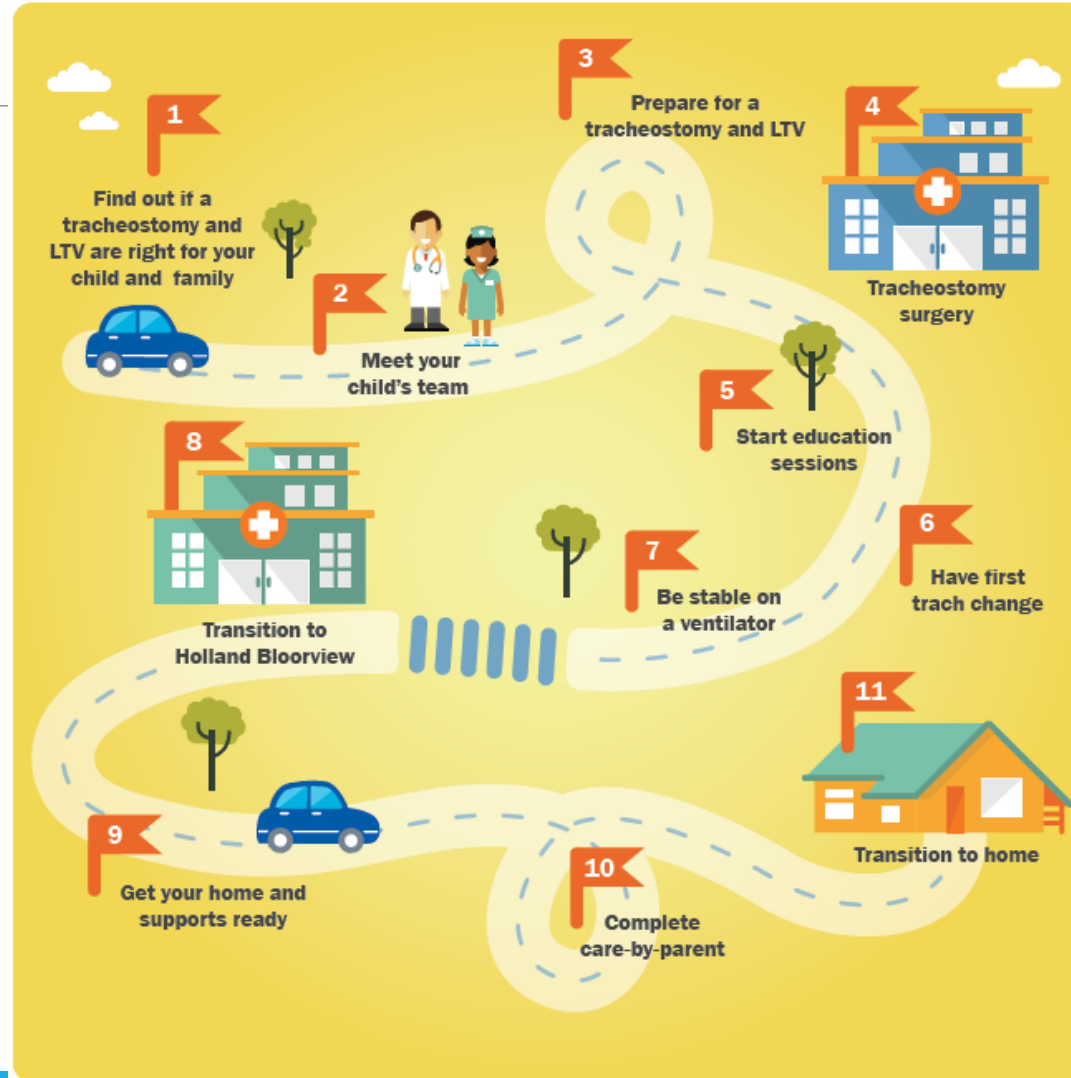 1
Find out if a
tracheostomy and
LTV are right for your
child and family
2
Meet your
child's team
3
Prepare for a
tracheostomy and LTV
4
Tracheostomy
surgery
5
Start education
sessions
6
Have first
trach change
7
Be stable on
a ventilator
8
Transition to
Holland Bloorview
9
Get your home and
supports ready
10
Complete
care-by-parent
11
Transition to home